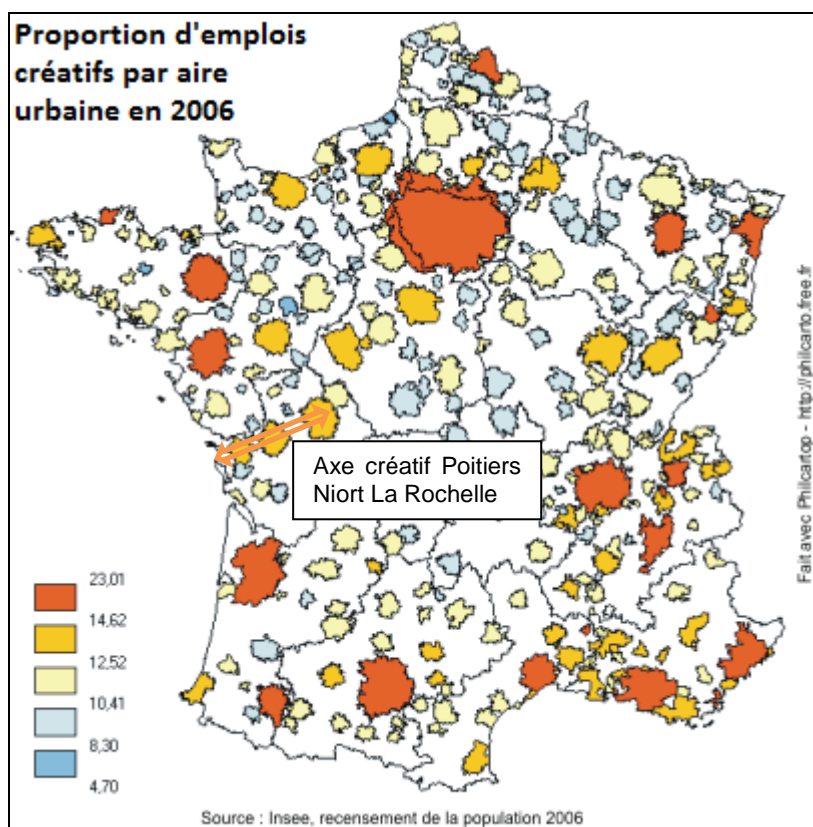 Proportion d'emplois
créatifs par aire
urbaine en 2006
Axe créatif Poitiers
Niort La Rochelle
23,01
14,62
12,52
10,41
8,30
4,70
Fait avec Philcartop - http://philcarto.free.fr
Source : Insee, recensement de la population 2006